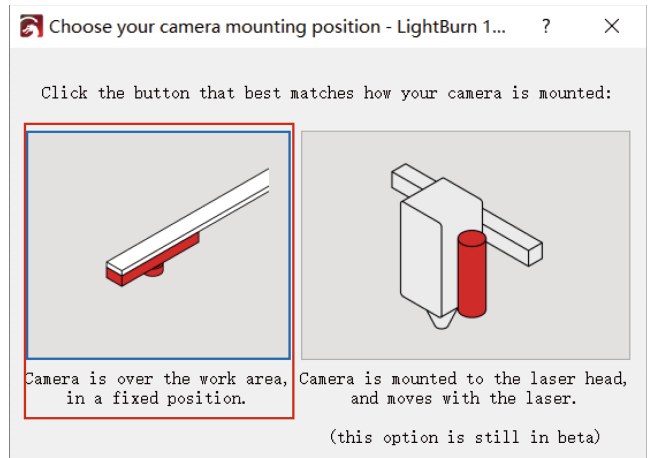 Choose your camera mounting position - LightBurn 1...
Click the button that best matches how your camera is mounted:
Camera is over the work area,
in a fixed position.
Camera is mounted to the laser head,
and moves with the laser.
(this option is still in beta)